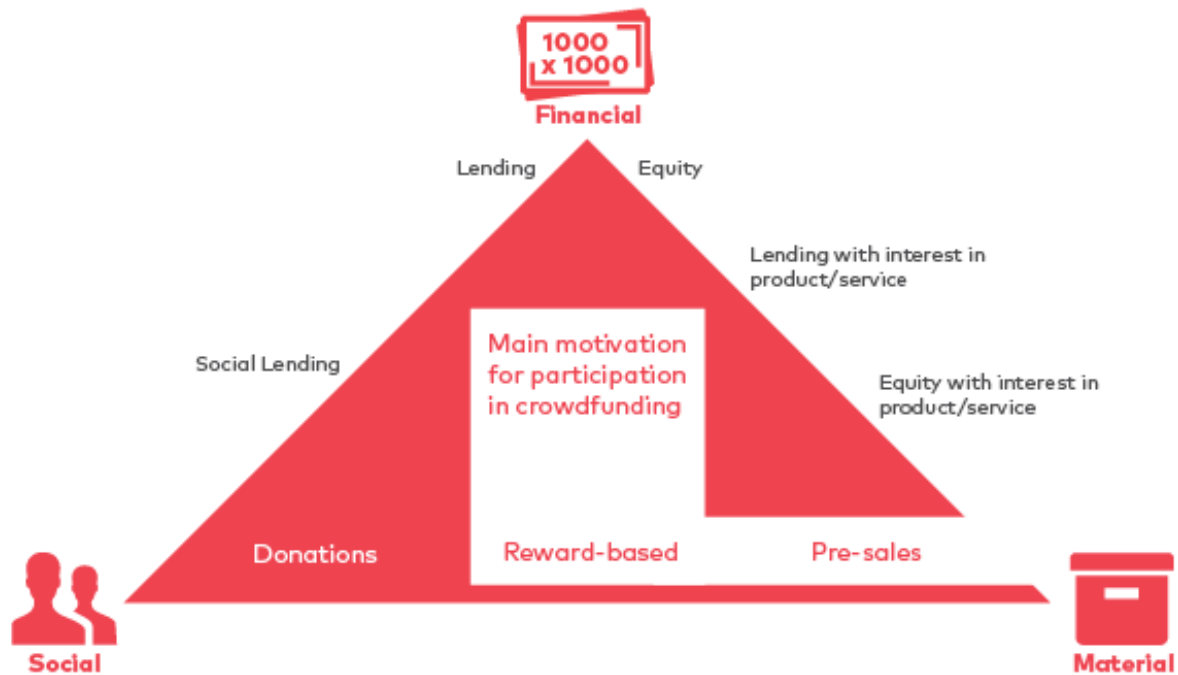 1000
x 1000
Financial
Lending
Equity
Lending with interest in
product/service
Main motivation
for participation
in crowdfunding
Social Lending
Equity with interest in
product/service
Donations
Reward-based
Pre-sales
Social
Material